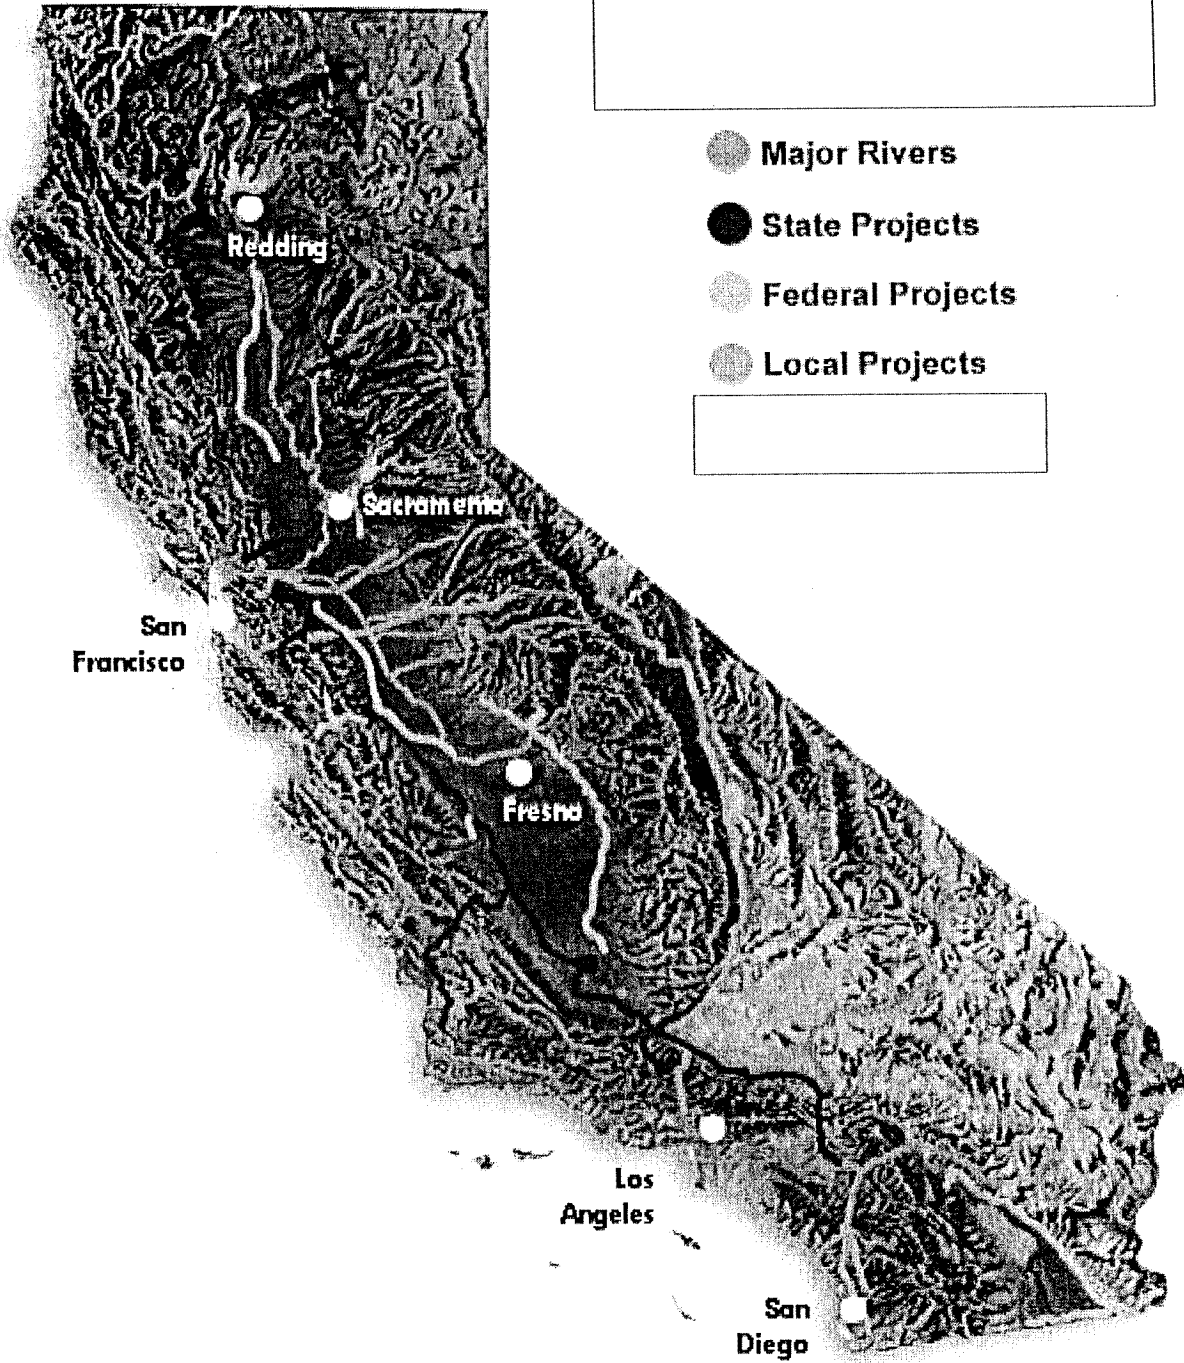 Major Rivers
State Projects
Federal Projects
Local Projects
Redding
Sacramento
San
Francisco
Fresno
Los
Angeles
San
Diego